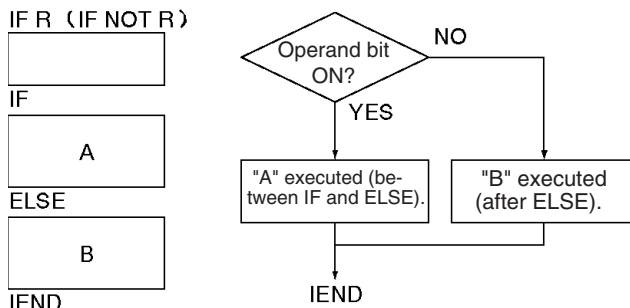 IF R (IF NOT R)
IF
A
ELSE
B
IEND
Operand bit
ON?
NO
YES
"A" executed (be-
tween IF and ELSE).
"B" executed
(after ELSE).
IEND